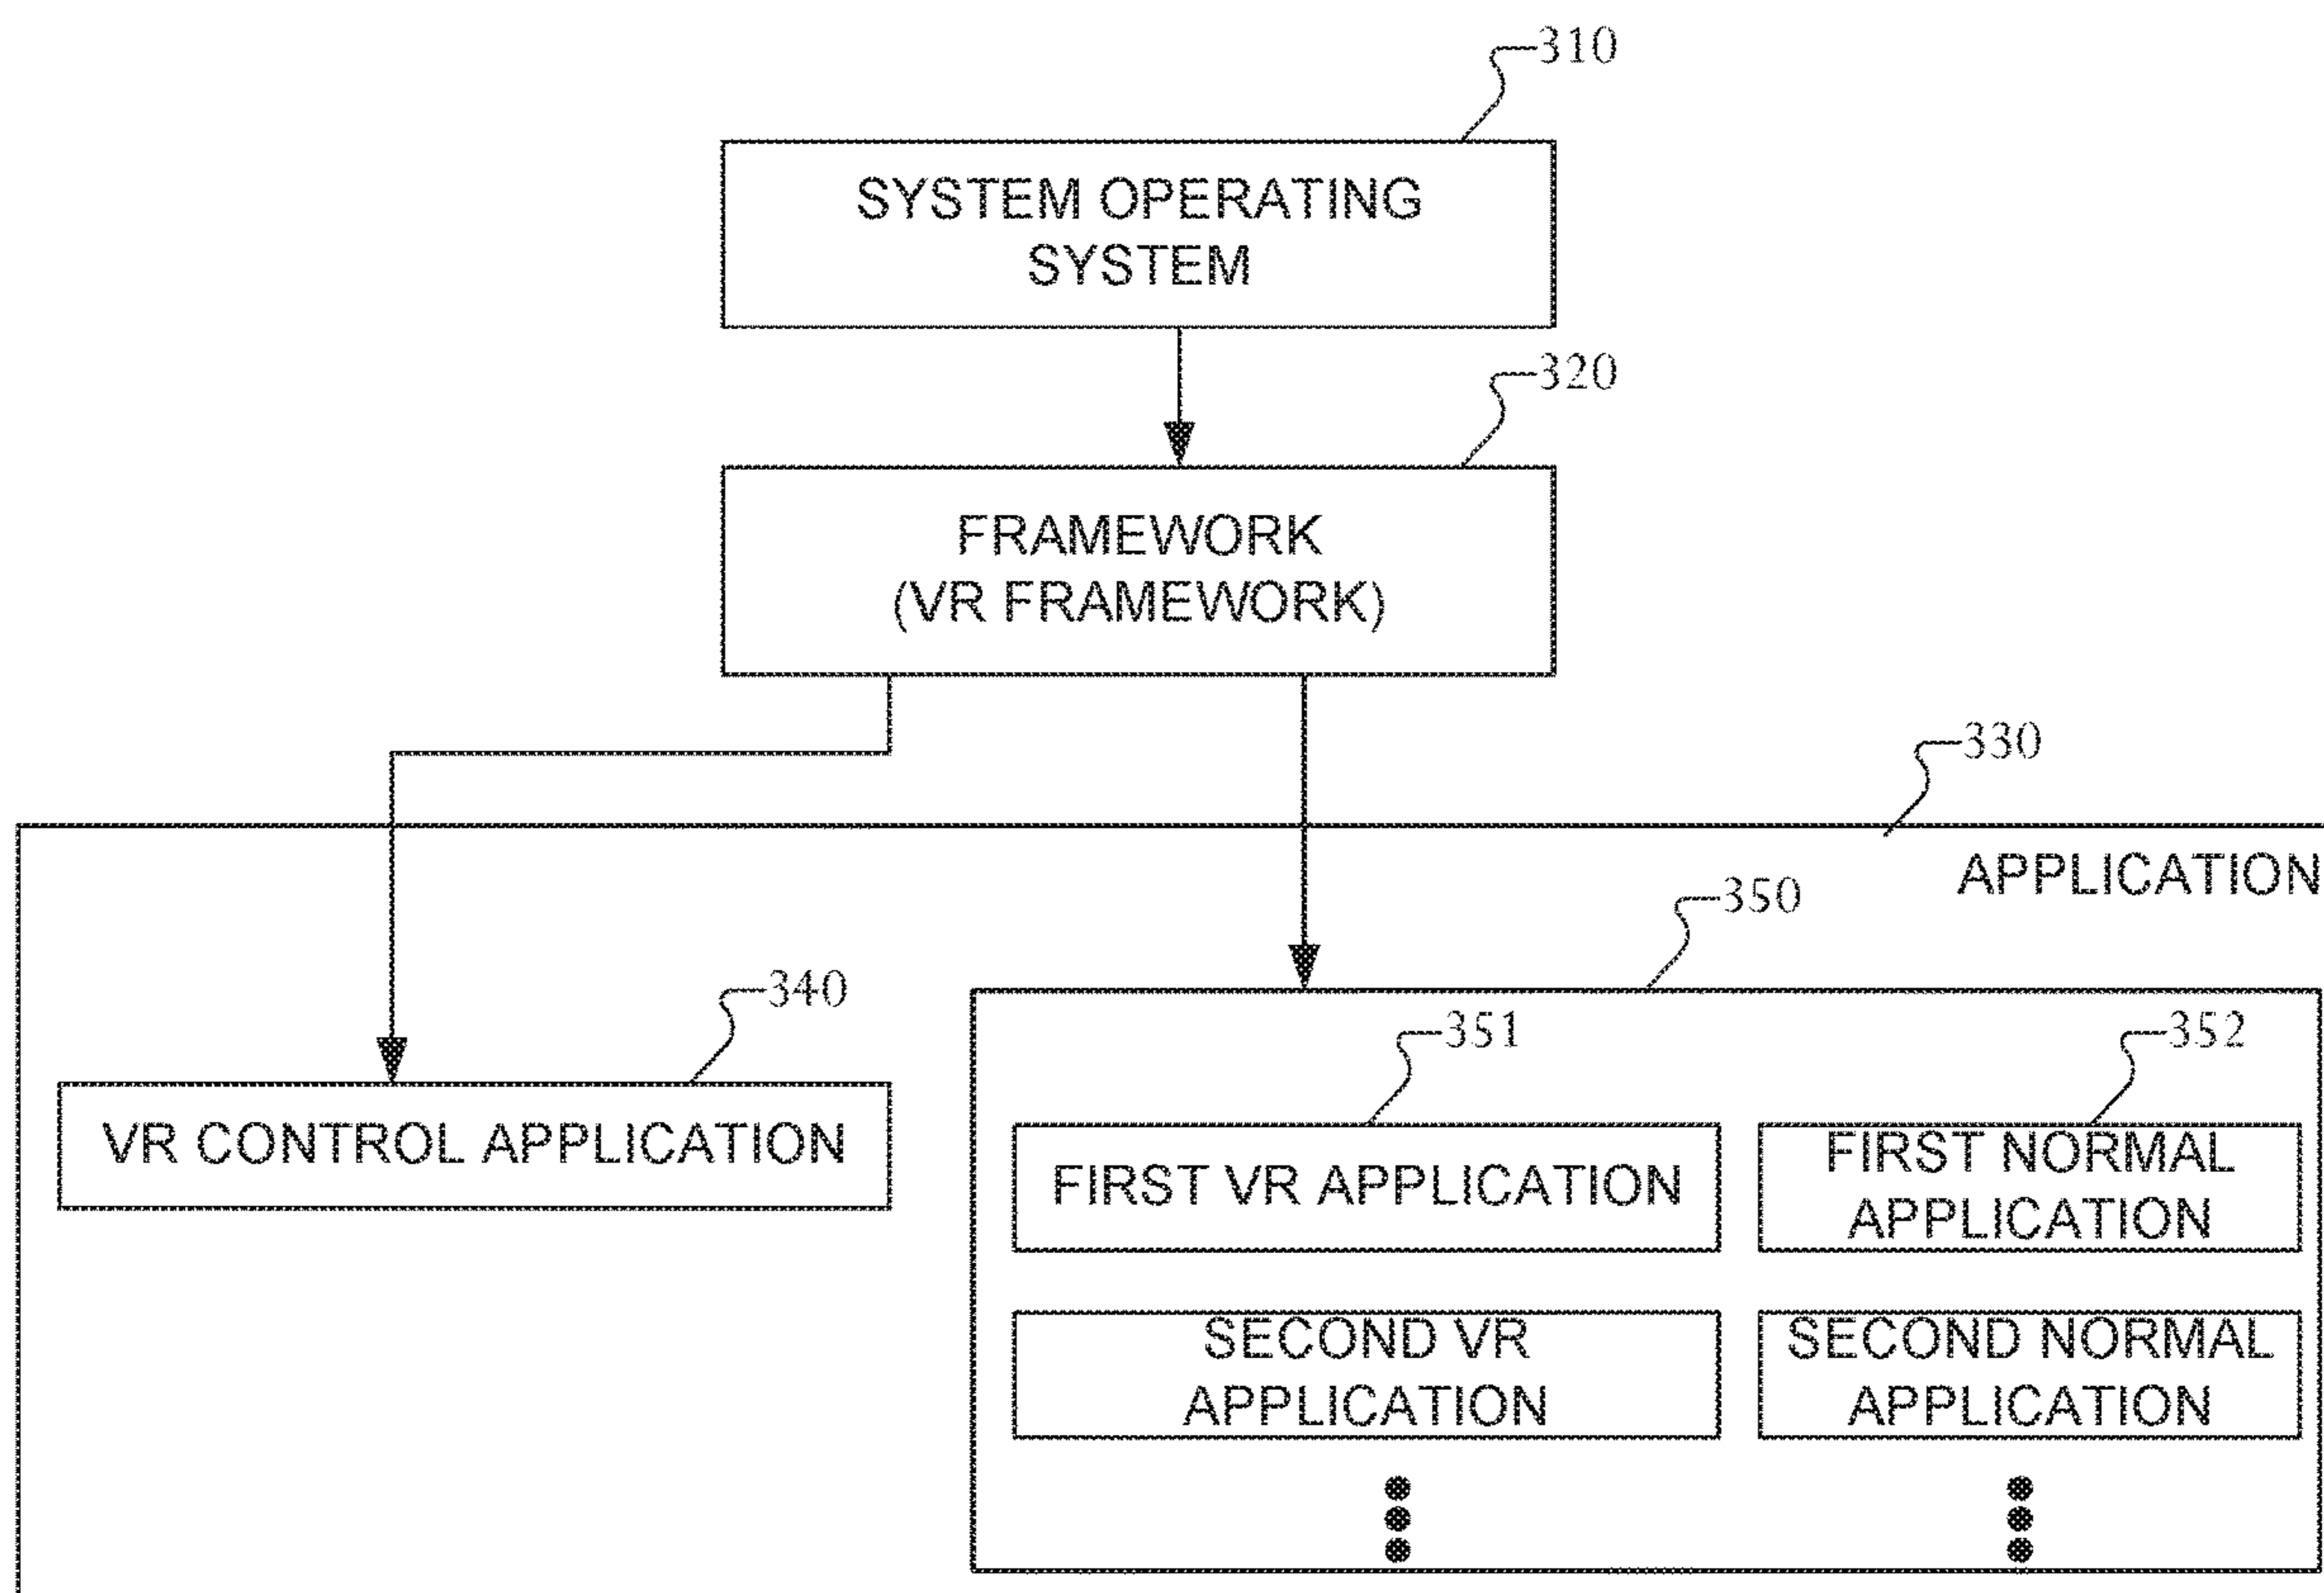 310
SYSTEM OPERATING
SYSTEM
320
FRAMEWORK
(VR FRAMEWORK)
330
APPLICATION
350
340
VR CONTROL APPLICATION
351
FIRST VR APPLICATION
352
FIRST NORMAL
APPLICATION
SECOND VR
APPLICATION
SECOND NORMAL
APPLICATION